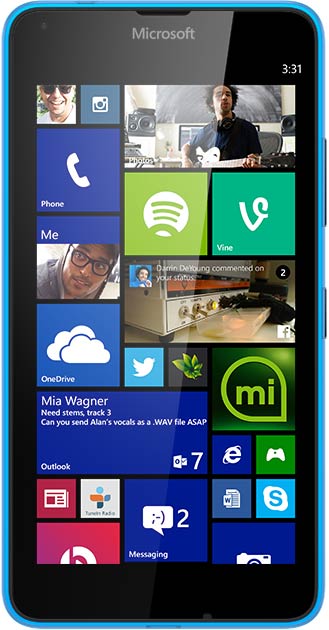 Microsoft
3:31
Photos
Phone
Vine
Me
Darrin DeYoung commented on
your status.
2
OneDrive
mi
Mia Wagner
Need stems, track 3
Can you send Alan's vocals as a .WAV file ASAP
Outlook
7
TuneIn Radio
;-)
2
Messaging